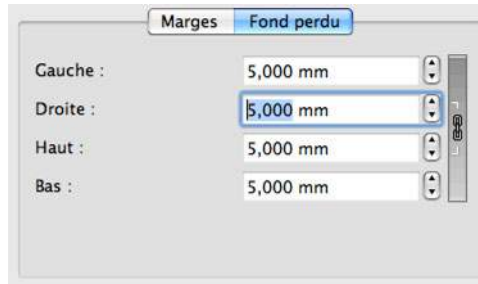 Marges Fond perdu
Gauche : 5,000 mm
Droite : 5,000 mm
Haut : 5,000 mm
Bas : 5,000 mm